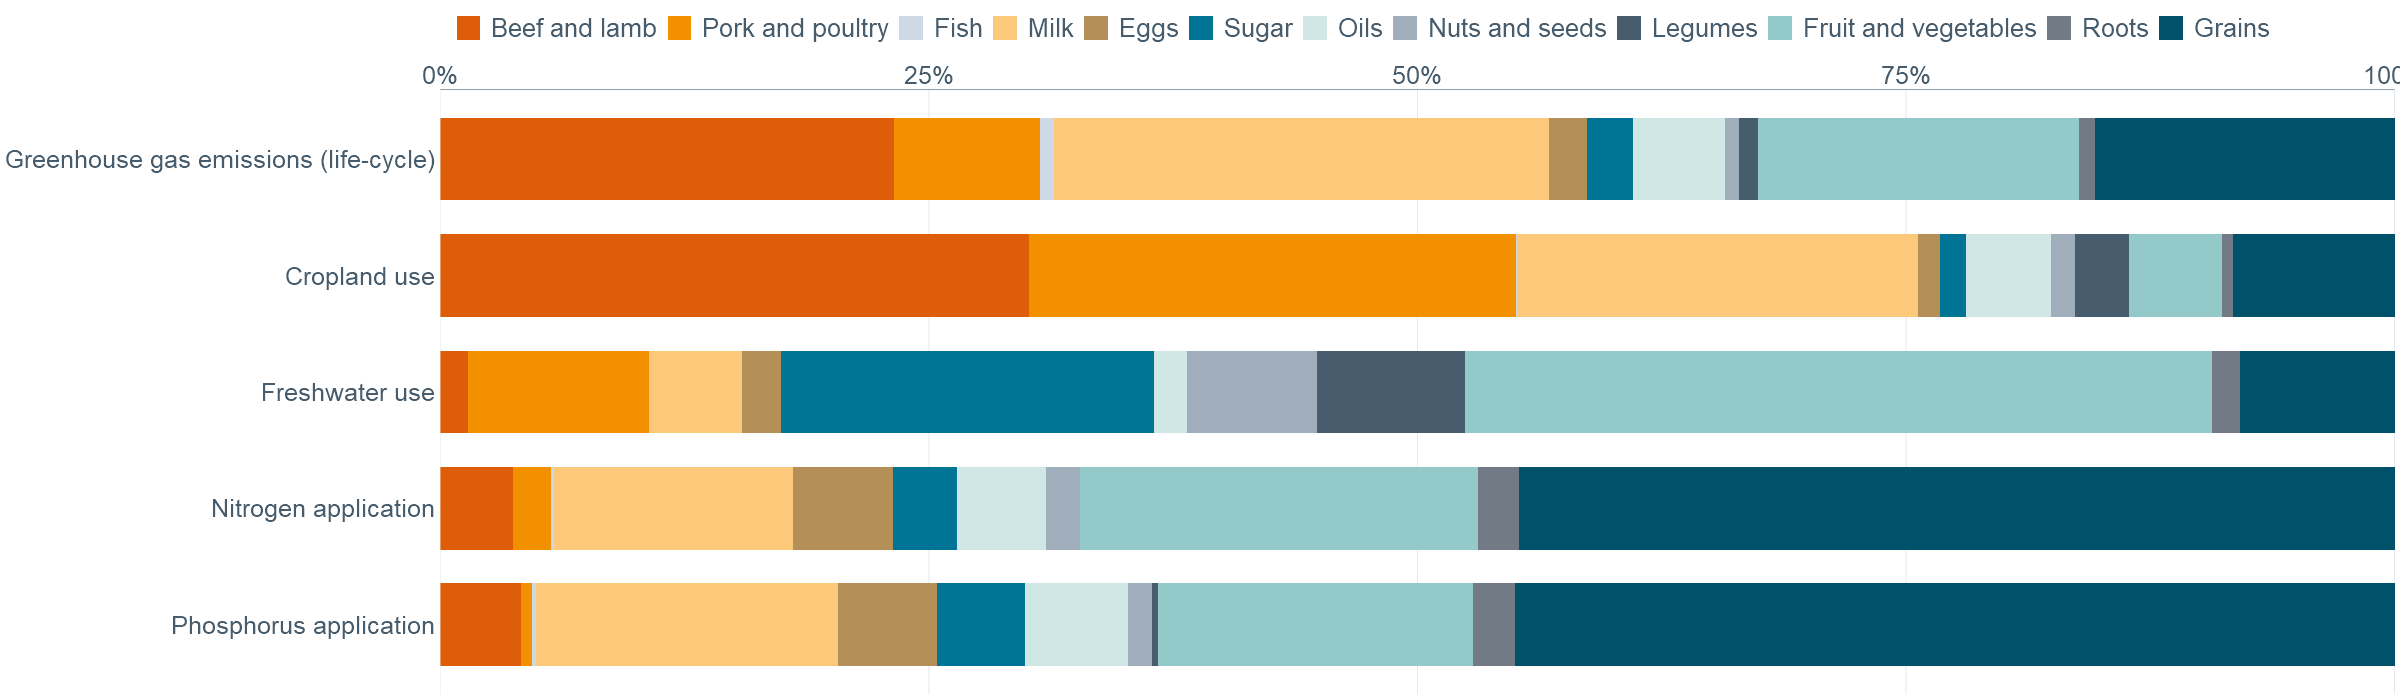 Beef and lamb Pork and poultry Fish Milk Eggs Sugar Oils Nuts and seeds Legumes Fruit and vegetables Roots Grains
0% 25% 50% 75% 100
Greenhouse gas emissions (life-cycle)
Cropland use
Freshwater use
Nitrogen application
Phosphorus application